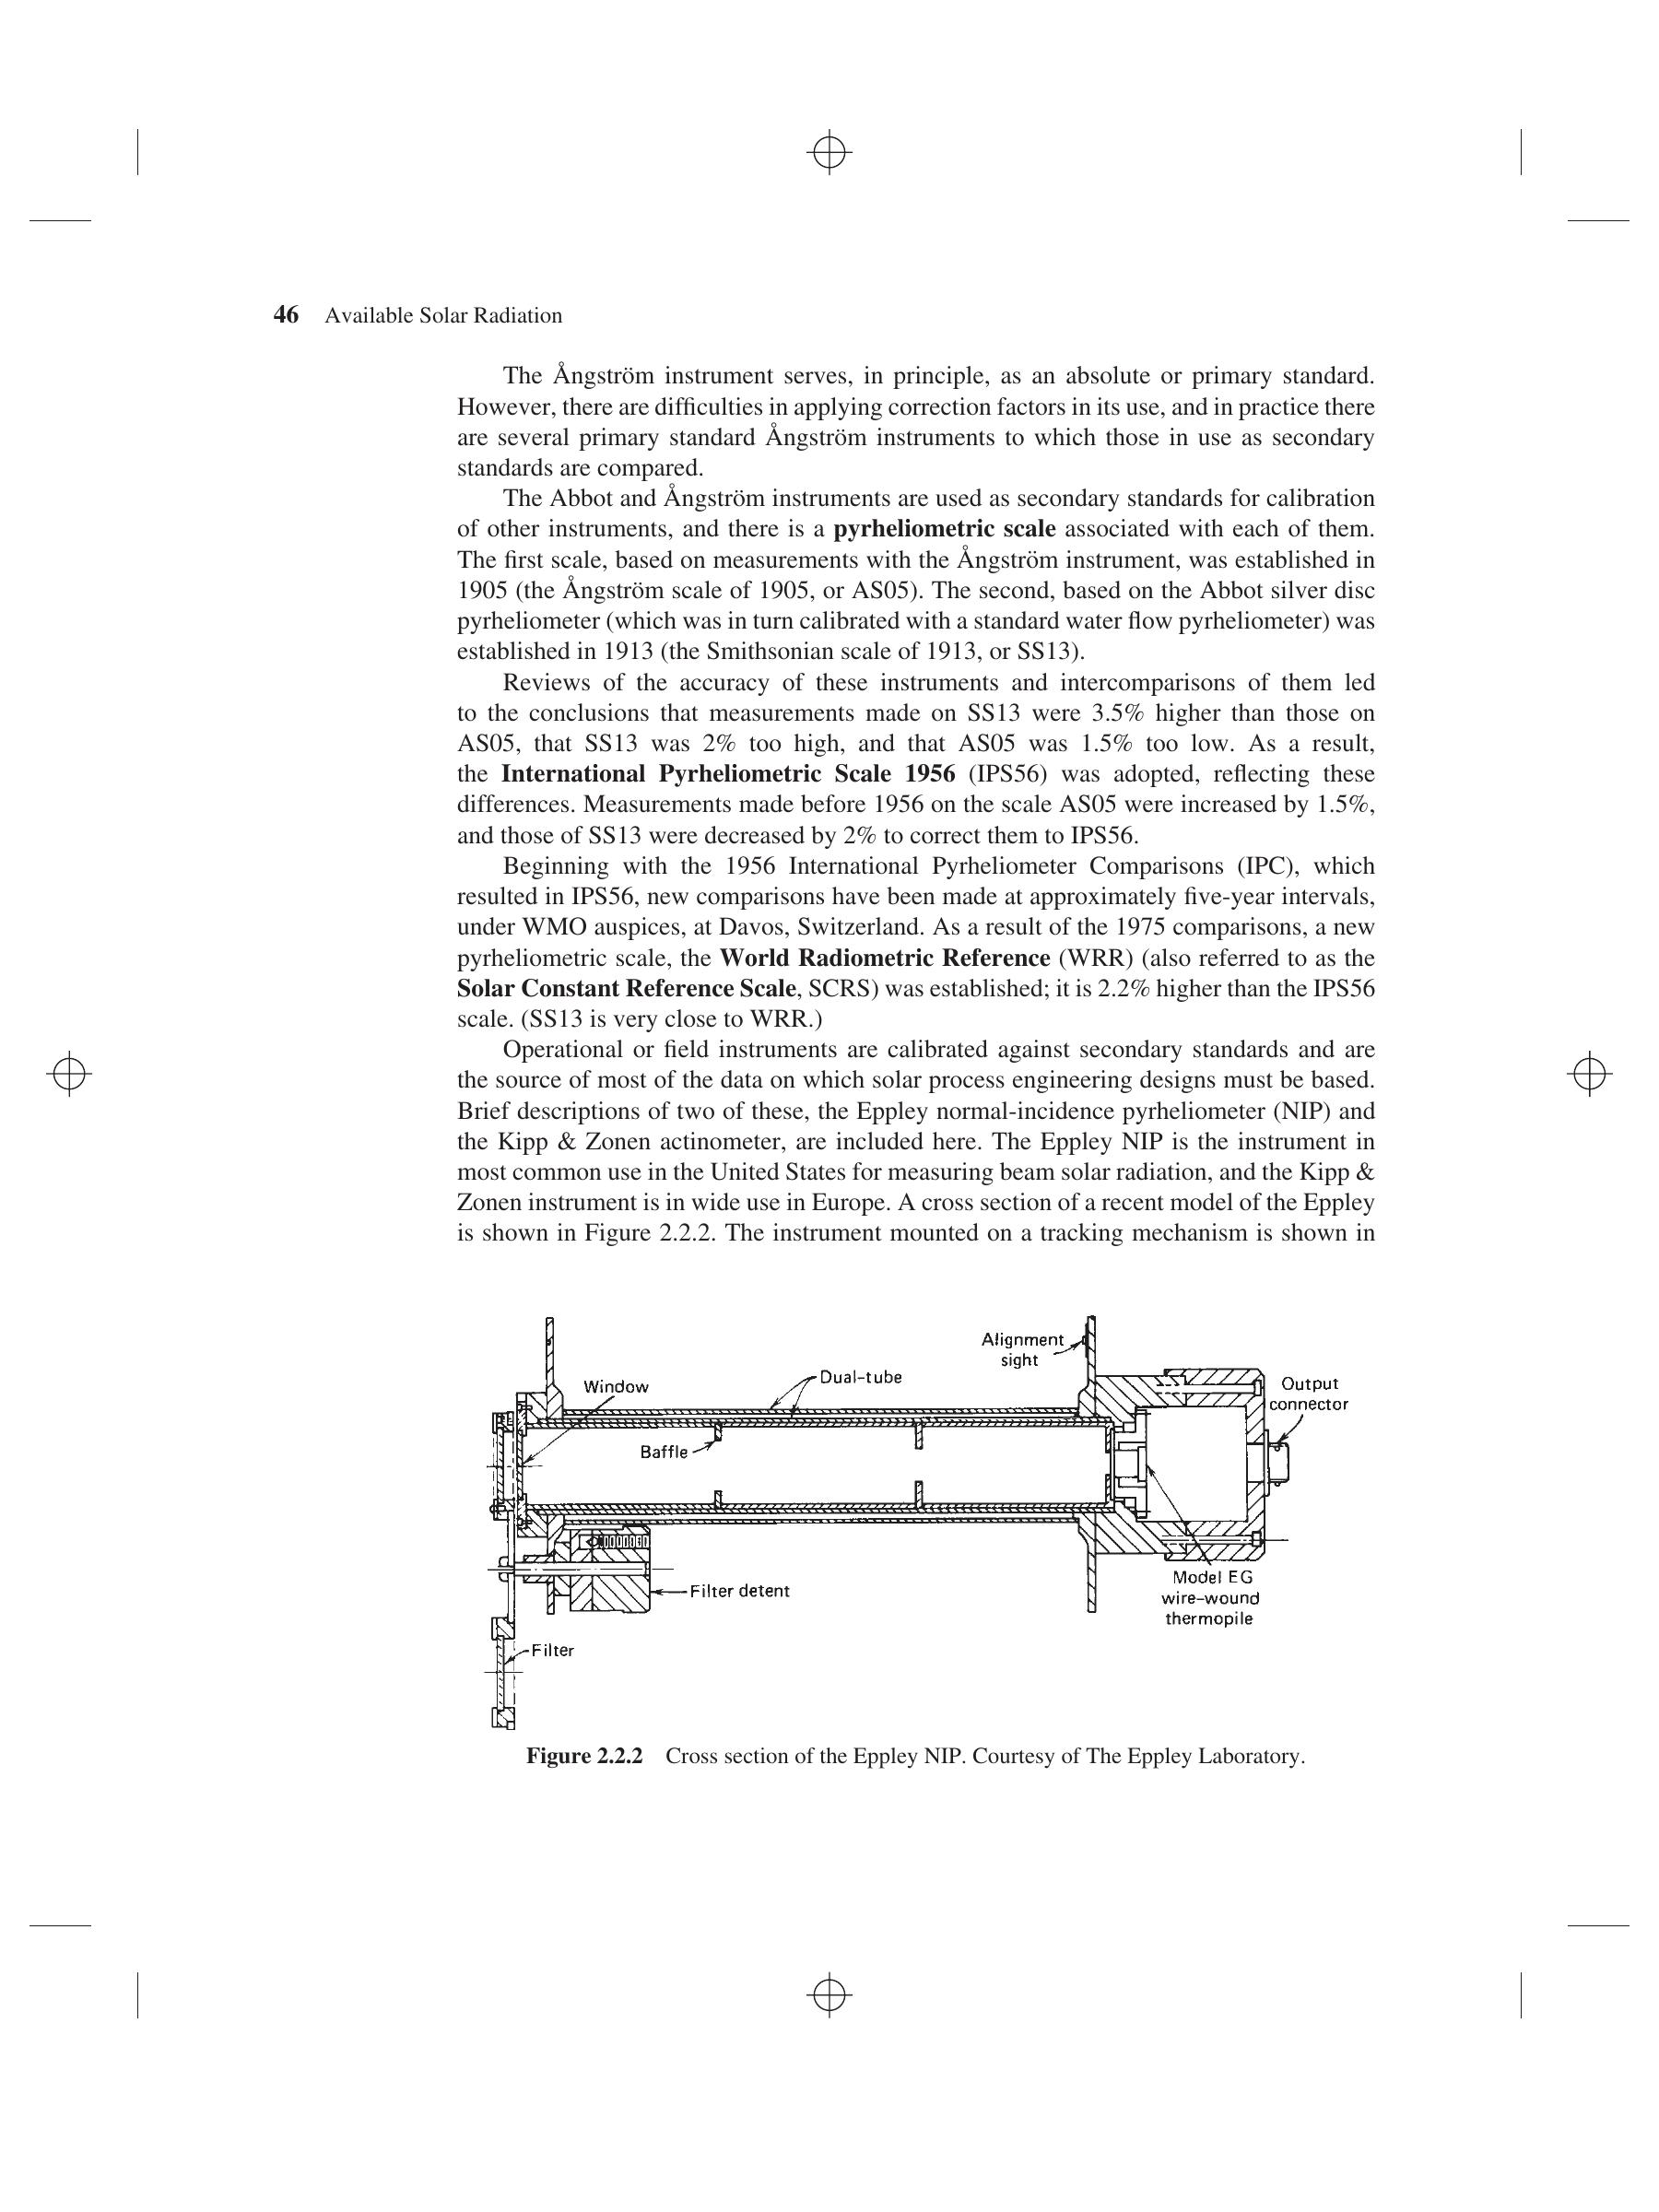 46 Available Solar Radiation
The Ångström instrument serves, in principle, as an absolute or primary standard.
However, there are difficulties in applying correction factors in its use, and in practice there
are several primary standard Ångström instruments to which those in use as secondary
standards are compared.
The Abbot and Ångström instruments are used as secondary standards for calibration
of other instruments, and there is a pyrheliometric scale associated with each of them.
The first scale, based on measurements with the Ångström instrument, was established in
1905 (the Ångström scale of 1905, or AS05). The second, based on the Abbot silver disc
pyrheliometer (which was in turn calibrated with a standard water flow pyrheliometer) was
established in 1913 (the Smithsonian scale of 1913, or SS13).
Reviews of the accuracy of these instruments and intercomparisons of them led
to the conclusions that measurements made on SS13 were 3.5% higher than those on
AS05, that SS13 was 2% too high, and that AS05 was 1.5% too low. As a result,
the International Pyrheliometric Scale 1956 (IPS56) was adopted, reflecting these
differences. Measurements made before 1956 on the scale AS05 were increased by 1.5%,
and those of SS13 were decreased by 2% to correct them to IPS56.
Beginning with the 1956 International Pyrheliometer Comparisons (IPC), which
resulted in IPS56, new comparisons have been made at approximately five-year intervals,
under WMO auspices, at Davos, Switzerland. As a result of the 1975 comparisons, a new
pyrheliometric scale, the World Radiometric Reference (WRR) (also referred to as the
Solar Constant Reference Scale, SCRS) was established; it is 2.2% higher than the IPS56
scale. (SS13 is very close to WRR.)
Operational or field instruments are calibrated against secondary standards and are
the source of most of the data on which solar process engineering designs must be based.
Brief descriptions of two of these, the Eppley normal-incidence pyrheliometer (NIP) and
the Kipp & Zonen actinometer, are included here. The Eppley NIP is the instrument in
most common use in the United States for measuring beam solar radiation, and the Kipp &
Zonen instrument is in wide use in Europe. A cross section of a recent model of the Eppley
is shown in Figure 2.2.2. The instrument mounted on a tracking mechanism is shown in
Alignment
sight
Dual-tube
Window
Output
connector
Baffle
Model EG
wire-wound
thermopile
Filter detent
Filter
Figure 2.2.2 Cross section of the Eppley NIP. Courtesy of The Eppley Laboratory.